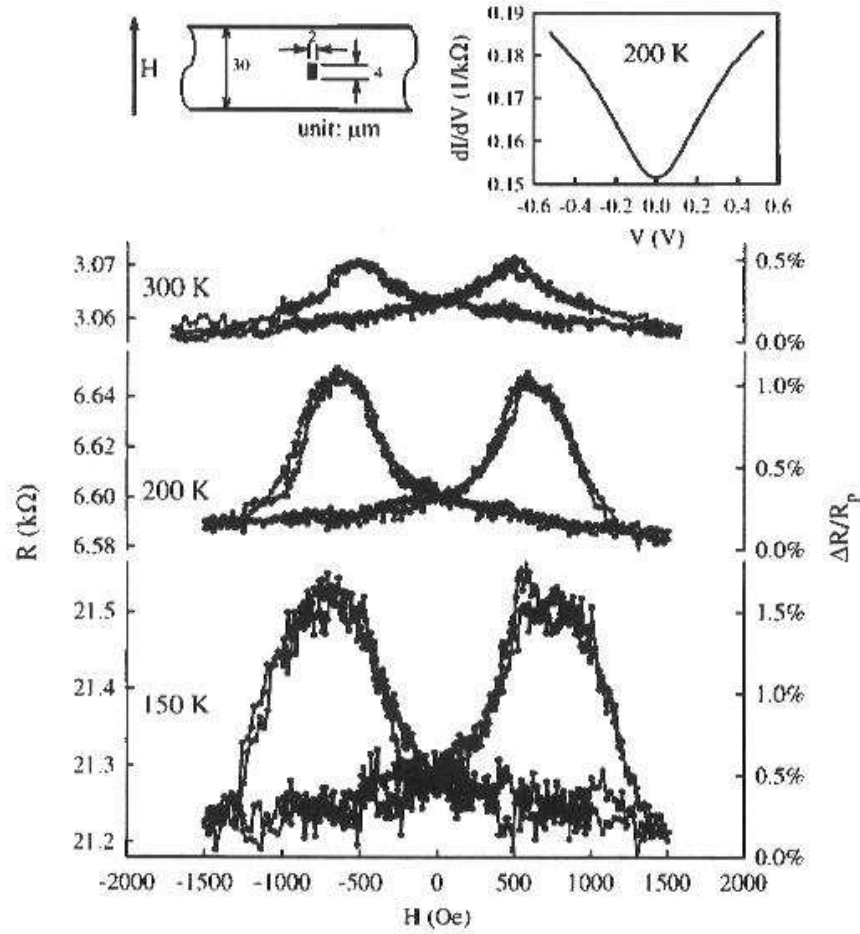 H
2
30
4
unit: μm
0.19
0.18
0.17
0.16
0.15
dI/dV (1/kΩ)
200 K
-0.6 -0.4 -0.2 0.0 0.2 0.4 0.6
V (V)
3.07
3.06
300 K
0.5%
0.0%
6.64
6.62
6.60
6.58
200 K
1.0%
0.5%
0.0%
R (kΩ)
ΔR/Rp
21.5
21.4
21.3
21.2
150 K
1.5%
1.0%
0.5%
0.0%
-2000 -1500 -1000 -500 0 500 1000 1500 2000
H (Oe)